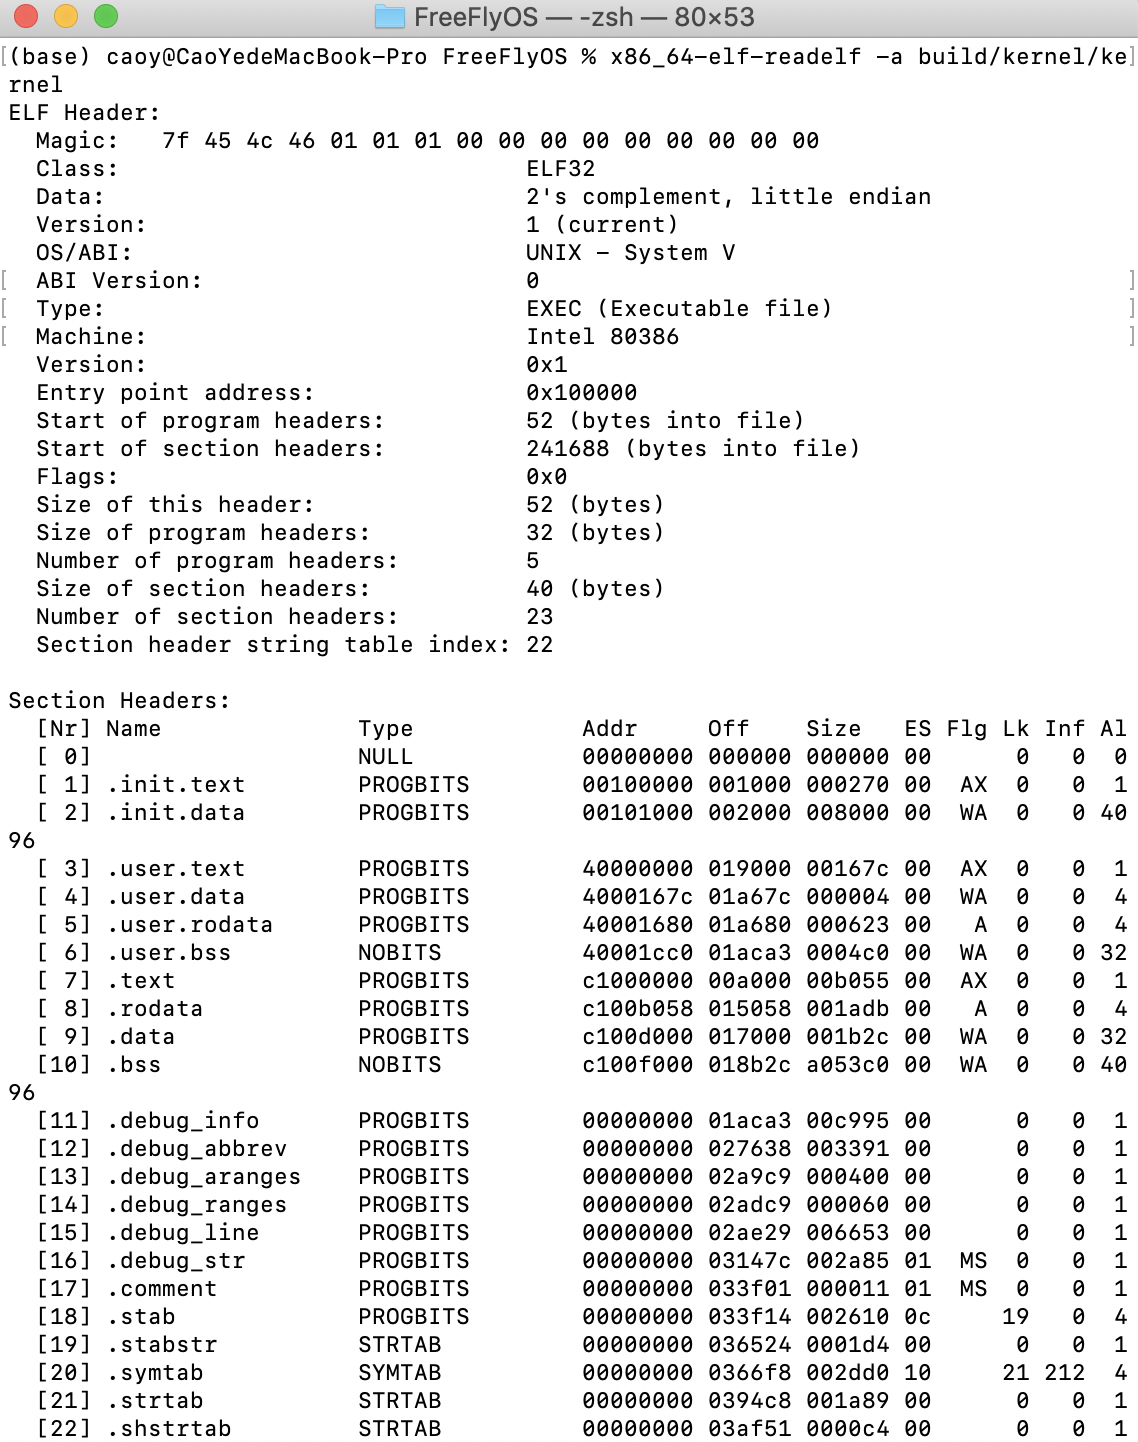 FreeFlyOS — -zsh — 80×53
[(base) caoy@CaoYedeMacBook-Pro FreeFlyOS % x86_64-elf-readelf -a build/kernel/ke]
rnel
ELF Header:
  Magic:   7f 45 4c 46 01 01 01 00 00 00 00 00 00 00 00 00
  Class:                             ELF32
  Data:                              2's complement, little endian
  Version:                           1 (current)
  OS/ABI:                            UNIX - System V
[  ABI Version:                       0                                          ]
[  Type:                              EXEC (Executable file)                     ]
[  Machine:                           Intel 80386                                ]
  Version:                           0x1
  Entry point address:               0x100000
  Start of program headers:          52 (bytes into file)
  Start of section headers:          241688 (bytes into file)
  Flags:                             0x0
  Size of this header:               52 (bytes)
  Size of program headers:           32 (bytes)
  Number of program headers:         5
  Size of section headers:           40 (bytes)
  Number of section headers:         23
  Section header string table index: 22

Section Headers:
  [Nr] Name              Type            Addr     Off    Size   ES Flg Lk Inf Al
  [ 0]                   NULL            00000000 000000 000000 00      0   0  0
  [ 1] .init.text        PROGBITS        00100000 001000 000270 00  AX  0   0  1
  [ 2] .init.data        PROGBITS        00101000 002000 008000 00  WA  0   0 40
96
  [ 3] .user.text        PROGBITS        40000000 019000 00167c 00  AX  0   0  1
  [ 4] .user.data        PROGBITS        4000167c 01a67c 000004 00  WA  0   0  4
  [ 5] .user.rodata      PROGBITS        40001680 01a680 000623 00   A  0   0  4
  [ 6] .user.bss         NOBITS          40001cc0 01aca3 0004c0 00  WA  0   0 32
  [ 7] .text             PROGBITS        c1000000 00a000 00b055 00  AX  0   0  1
  [ 8] .rodata           PROGBITS        c100b058 015058 001adb 00   A  0   0  4
  [ 9] .data             PROGBITS        c100d000 017000 001b2c 00  WA  0   0 32
  [10] .bss              NOBITS          c100f000 018b2c a053c0 00  WA  0   0 40
96
  [11] .debug_info       PROGBITS        00000000 01aca3 00c995 00      0   0  1
  [12] .debug_abbrev     PROGBITS        00000000 027638 003391 00      0   0  1
  [13] .debug_aranges    PROGBITS        00000000 02a9c9 000400 00      0   0  1
  [14] .debug_ranges     PROGBITS        00000000 02adc9 000060 00      0   0  1
  [15] .debug_line       PROGBITS        00000000 02ae29 006653 00      0   0  1
  [16] .debug_str        PROGBITS        00000000 03147c 002a85 01  MS  0   0  1
  [17] .comment          PROGBITS        00000000 033f01 000011 01  MS  0   0  1
  [18] .stab             PROGBITS        00000000 033f14 002610 0c     19   0  4
  [19] .stabstr          STRTAB          00000000 036524 0001d4 00      0   0  1
  [20] .symtab           SYMTAB          00000000 0366f8 002dd0 10     21 212  4
  [21] .strtab           STRTAB          00000000 0394c8 001a89 00      0   0  1
  [22] .shstrtab         STRTAB          00000000 03af51 0000c4 00      0   0  1